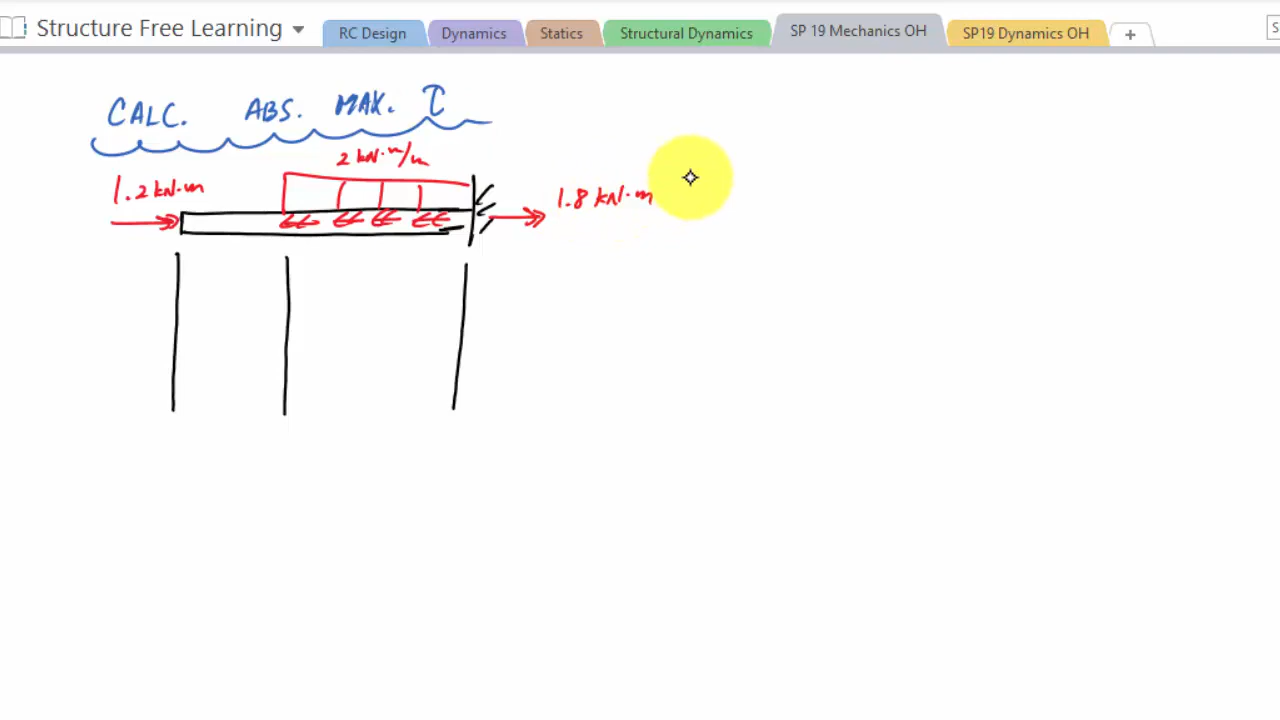 Structure Free Learning
RC Design
Dynamics
Statics
Structural Dynamics
SP 19 Mechanics OH
SP19 Dynamics OH
+
S
CALC. ABS. MAX. τ
2 kN·m/m
1.2 kN·m
1.8 kN·m